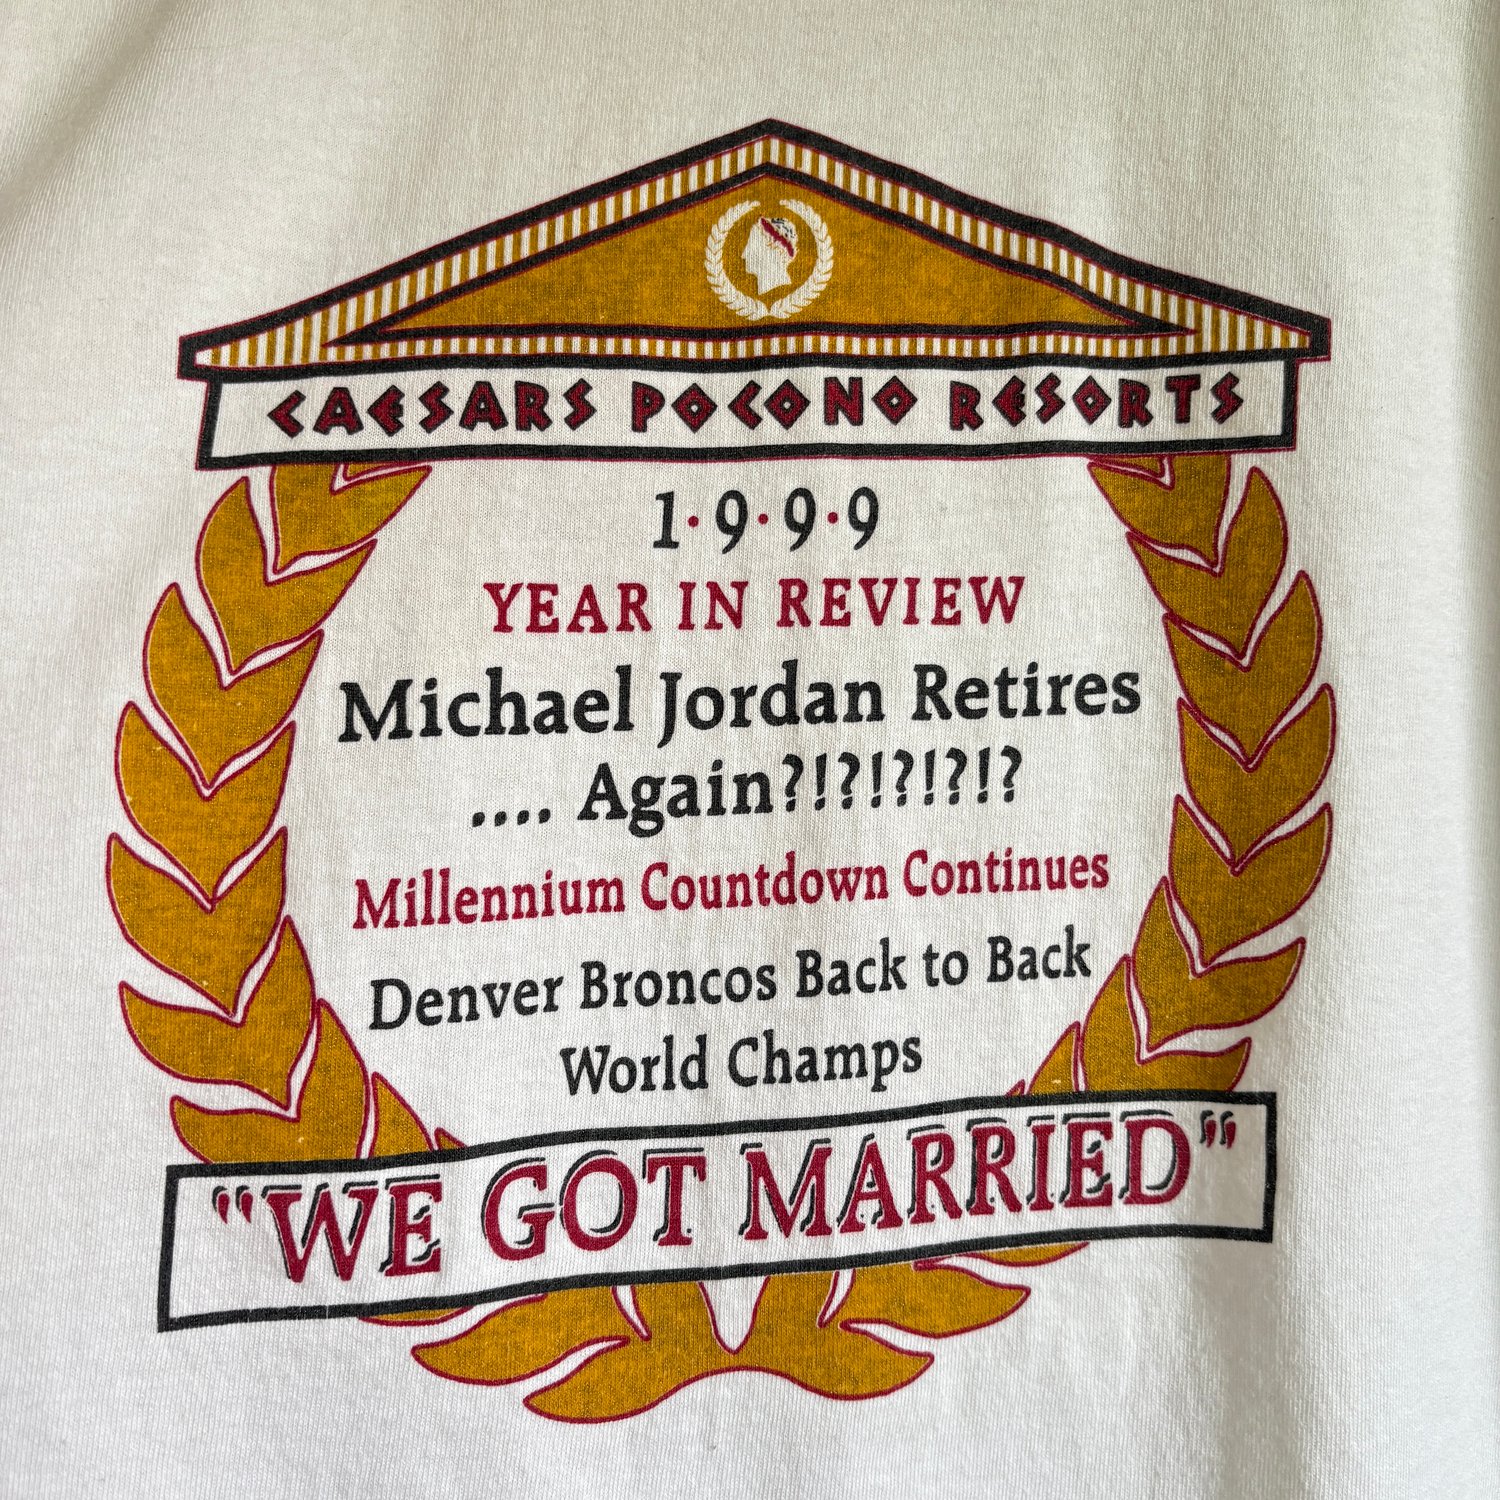 CAESARS POCONO RESORTS
1·9·9·9
YEAR IN REVIEW
Michael Jordan Retires
.... Again?!?!?!?!?
Millennium Countdown Continues
Denver Broncos Back to Back
World Champs
"WE GOT MARRIED"